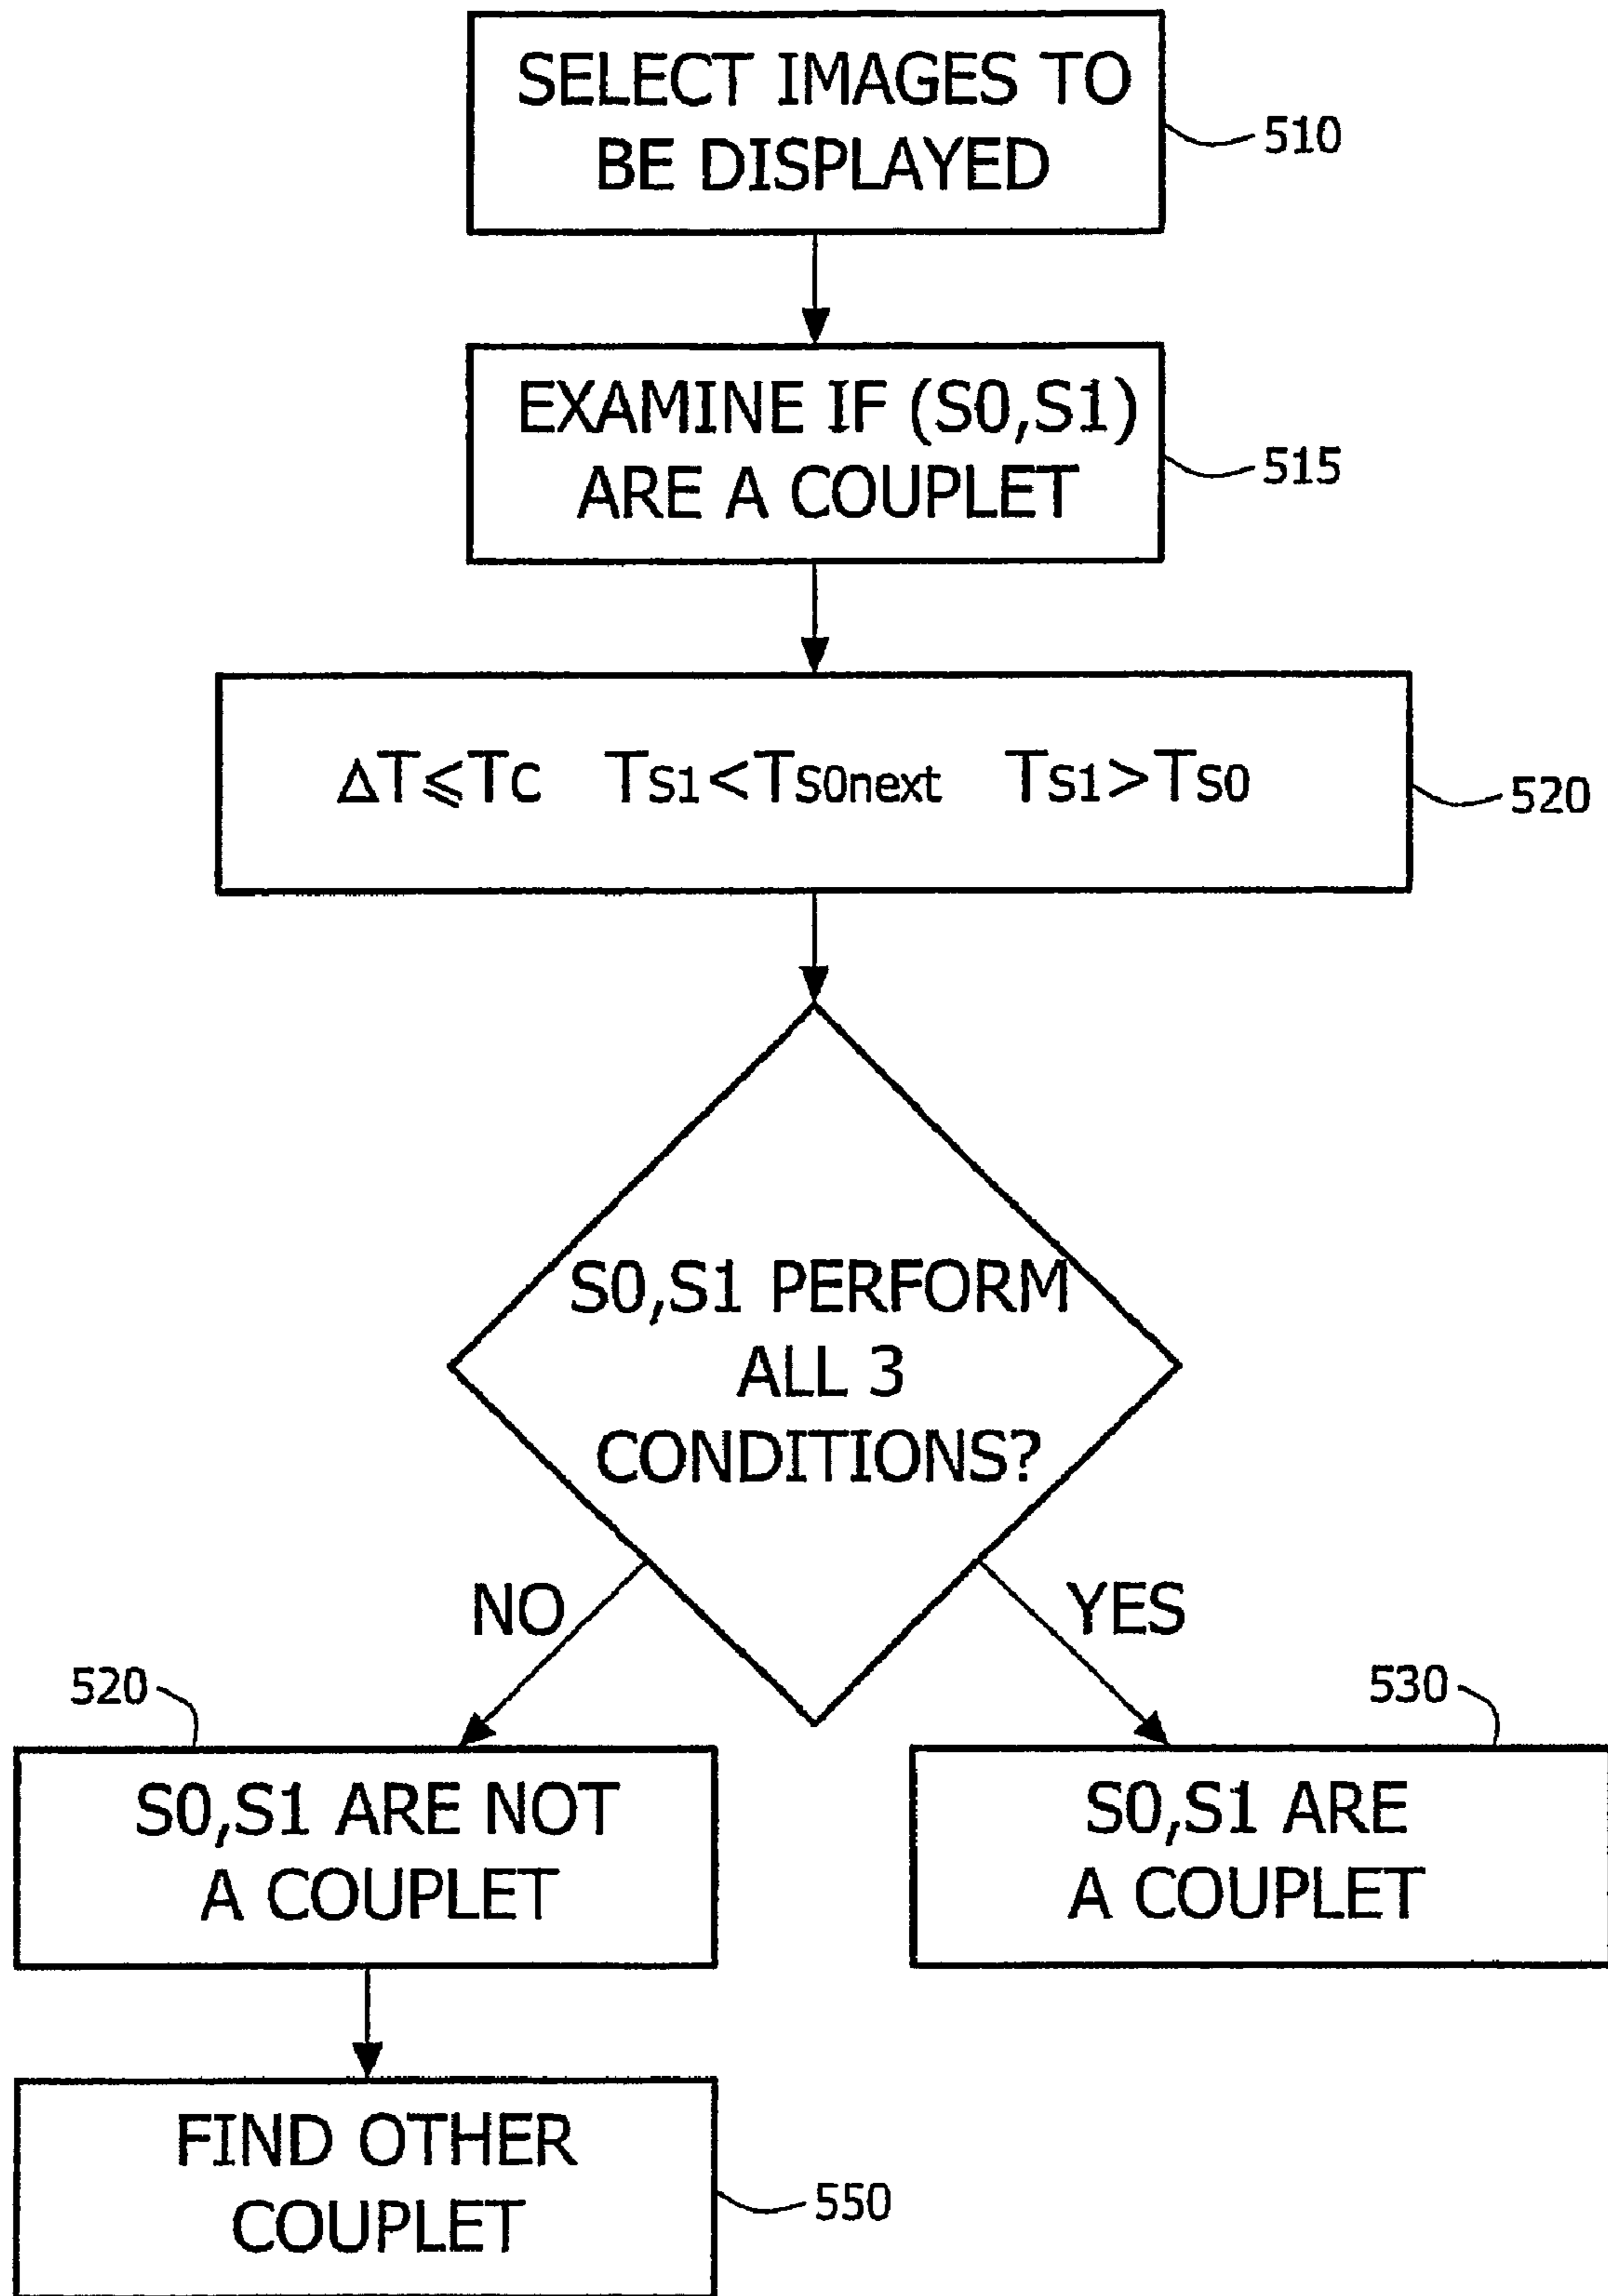 SELECT IMAGES TO
BE DISPLAYED
510
EXAMINE IF (S0,S1)
ARE A COUPLET
515
ΔT⩽TC TS1<TS0next TS1>TS0
520
S0,S1 PERFORM
ALL 3
CONDITIONS?
NO
YES
520
530
S0,S1 ARE NOT
A COUPLET
S0,S1 ARE
A COUPLET
FIND OTHER
COUPLET
550